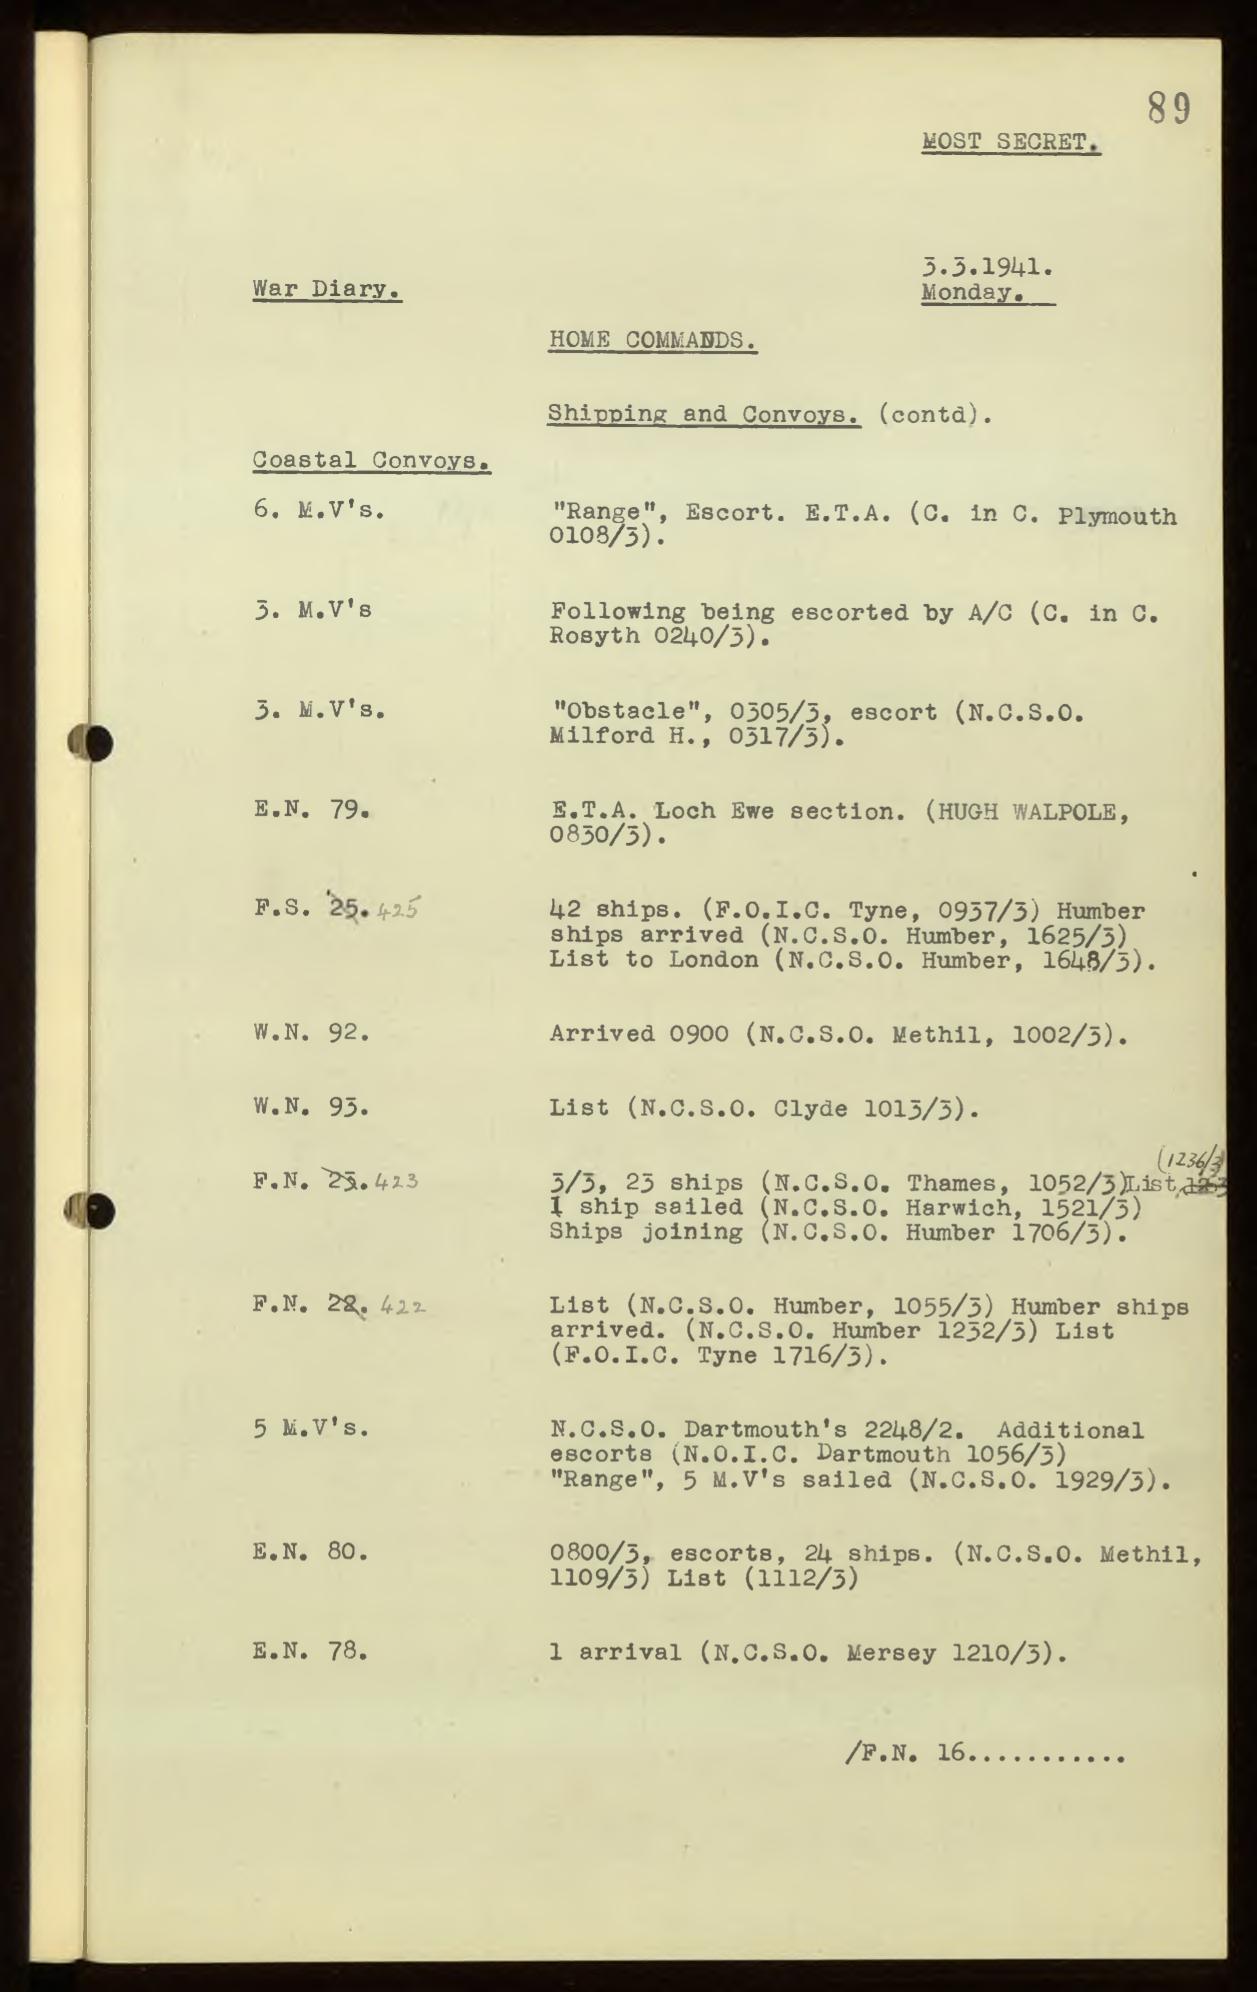 89
MOST SECRET.
3.3.1941.
War Diary.
Monday.
HOME COMMANDS.
Shipping and Convoys. (contd).
Coastal Convoys.
6. M.V's. "Range", Escort. E.T.A. (C. in C. Plymouth
0108/3).
3. M.V's Following being escorted by A/C (C. in C.
Rosyth 0240/3).
3. M.V's. "Obstacle", 0305/3, escort (N.C.S.O.
Milford H., 0317/3).
E.N. 79. E.T.A. Loch Ewe section. (HUGH WALPOLE,
0830/3).
F.S. 25. 425 42 ships. (F.O.I.C. Tyne, 0937/3) Humber
ships arrived (N.C.S.O. Humber, 1625/3)
List to London (N.C.S.O. Humber, 1648/3).
W.N. 92. Arrived 0900 (N.C.S.O. Methil, 1002/3).
W.N. 93. List (N.C.S.O. Clyde 1013/3).
(1236/3
F.N. 23. 423 3/3, 23 ships (N.C.S.O. Thames, 1052/3)List
1 ship sailed (N.C.S.O. Harwich, 1521/3)
Ships joining (N.C.S.O. Humber 1706/3).
F.N. 22. 422 List (N.C.S.O. Humber, 1055/3) Humber ships
arrived. (N.C.S.O. Humber 1232/3) List
(F.O.I.C. Tyne 1716/3).
5 M.V's. N.C.S.O. Dartmouth's 2248/2. Additional
escorts (N.O.I.C. Dartmouth 1056/3)
"Range", 5 M.V's sailed (N.C.S.O. 1929/3).
E.N. 80. 0800/3, escorts, 24 ships. (N.C.S.O. Methil,
1109/3) List (1112/3)
E.N. 78. 1 arrival (N.C.S.O. Mersey 1210/3).
/F.N. 16...........